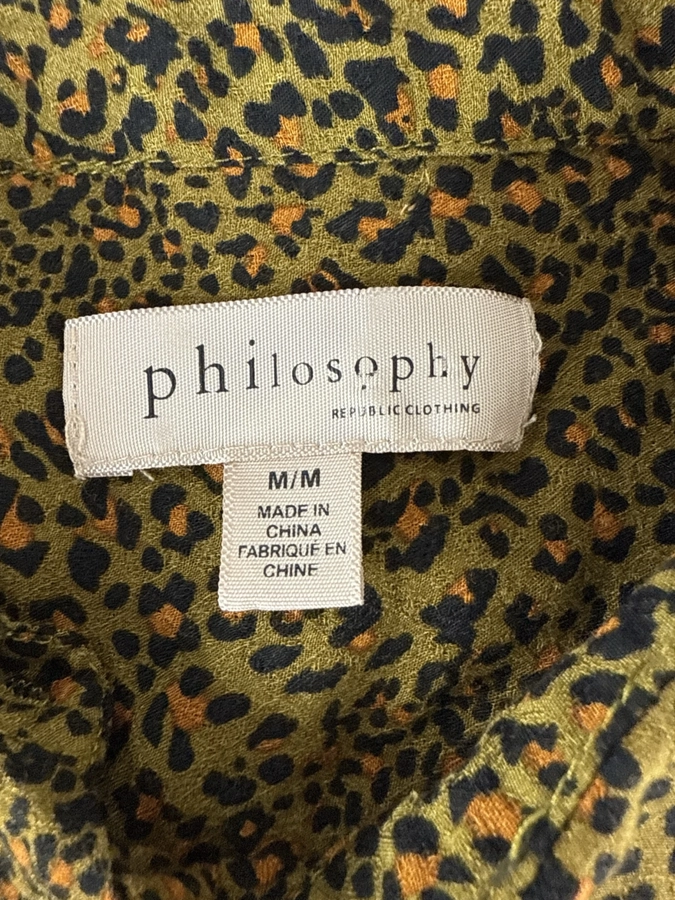 philosophy
REPUBLIC CLOTHING
M/M
MADE IN
CHINA
FABRIQUÉ EN
CHINE